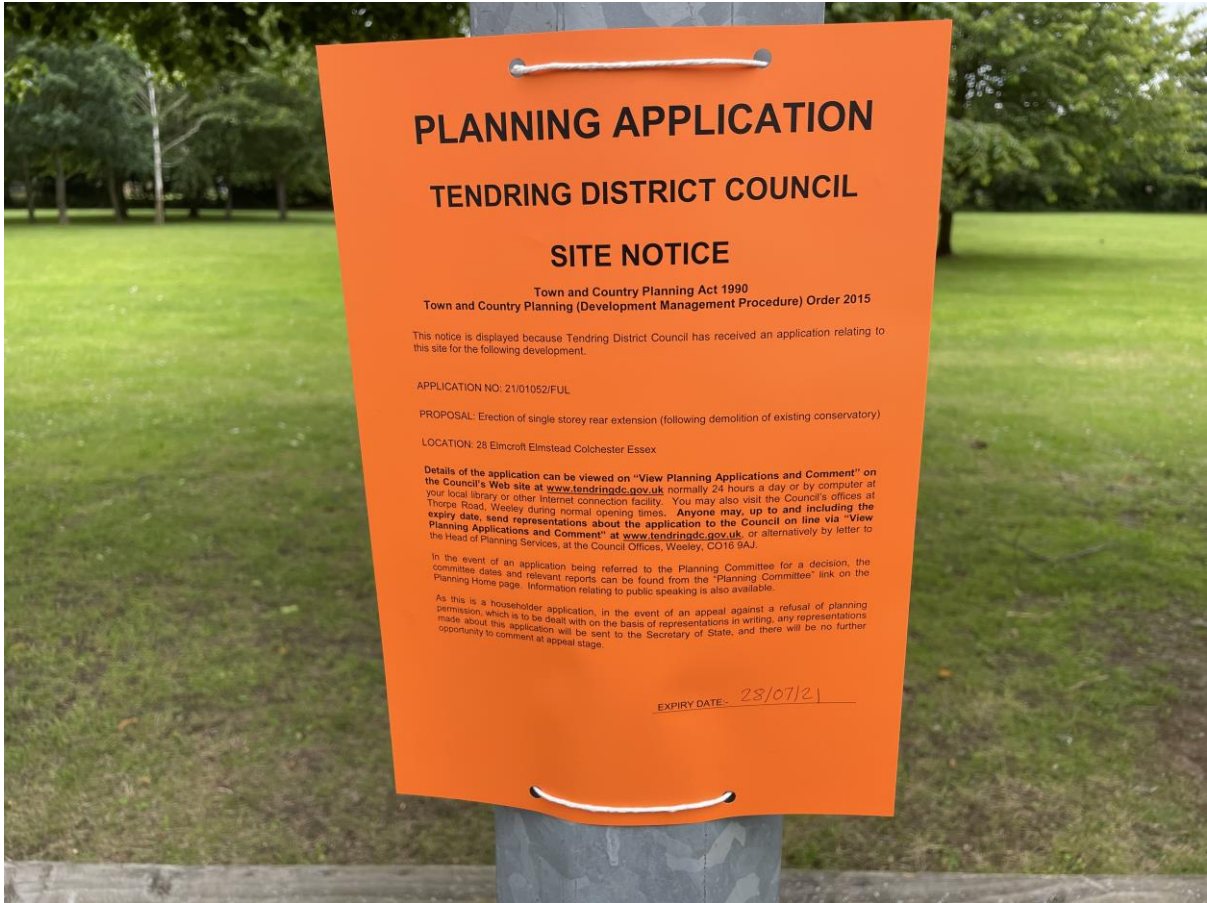 PLANNING APPLICATION
TENDRING DISTRICT COUNCIL
SITE NOTICE
Town and Country Planning Act 1990
Town and Country Planning (Development Management Procedure) Order 2015
This notice is displayed because Tendring District Council has received an application relating to
this site for the following development.
APPLICATION NO: 21/01052/FUL
PROPOSAL: Erection of single storey rear extension (following demolition of existing conservatory)
LOCATION: 28 Elmcroft Elmstead Colchester Essex
Details of the application can be viewed on "View Planning Applications and Comment" on
the Council's Web site at www.tendringdc.gov.uk normally 24 hours a day or by computer at
your local library or other Internet connection facility. You may also visit the Council's offices at
Thorpe Road, Weeley during normal opening times. Anyone may, up to and including the
expiry date, send representations about the application to the Council on line via "View
Planning Applications and Comment" at www.tendringdc.gov.uk, or alternatively by letter to
the Head of Planning Services, at the Council Offices, Weeley, CO16 9AJ.
In the event of an application being referred to the Planning Committee for a decision, the
committee dates and relevant reports can be found from the "Planning Committee" link on the
Planning Home page. Information relating to public speaking is also available.
As this is a householder application, in the event of an appeal against a refusal of planning
permission, which is to be dealt with on the basis of representations in writing, any representations
made about this application will be sent to the Secretary of State, and there will be no further
opportunity to comment at appeal stage.
EXPIRY DATE:- 28/07/21